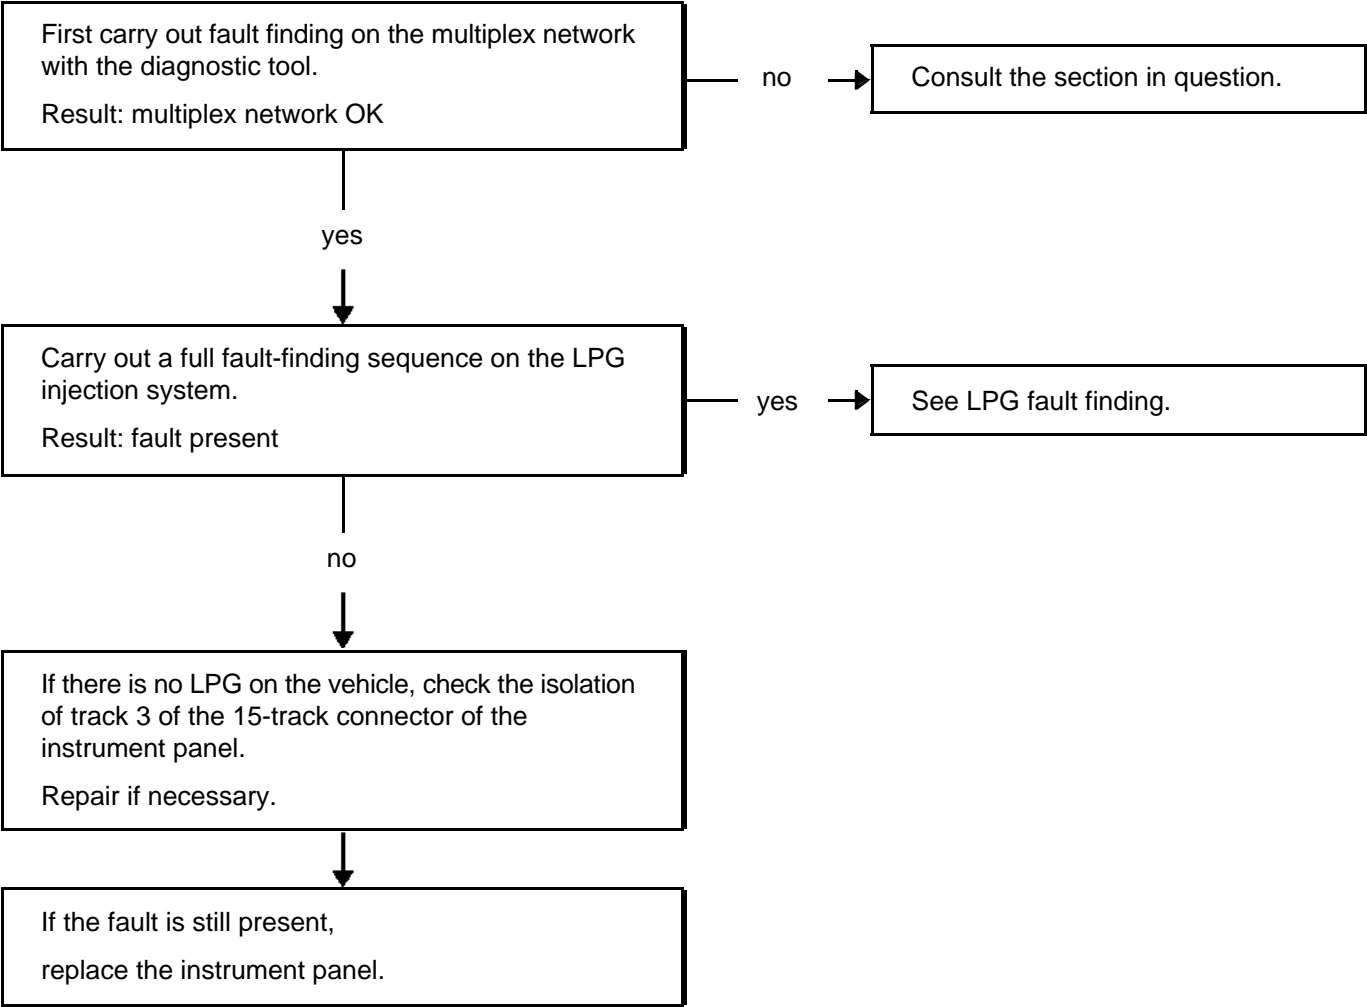 First carry out fault finding on the multiplex network
with the diagnostic tool.
Result: multiplex network OK
no
Consult the section in question.
yes
Carry out a full fault-finding sequence on the LPG
injection system.
Result: fault present
yes
See LPG fault finding.
no
If there is no LPG on the vehicle, check the isolation
of track 3 of the 15-track connector of the
instrument panel.
Repair if necessary.
If the fault is still present,
replace the instrument panel.